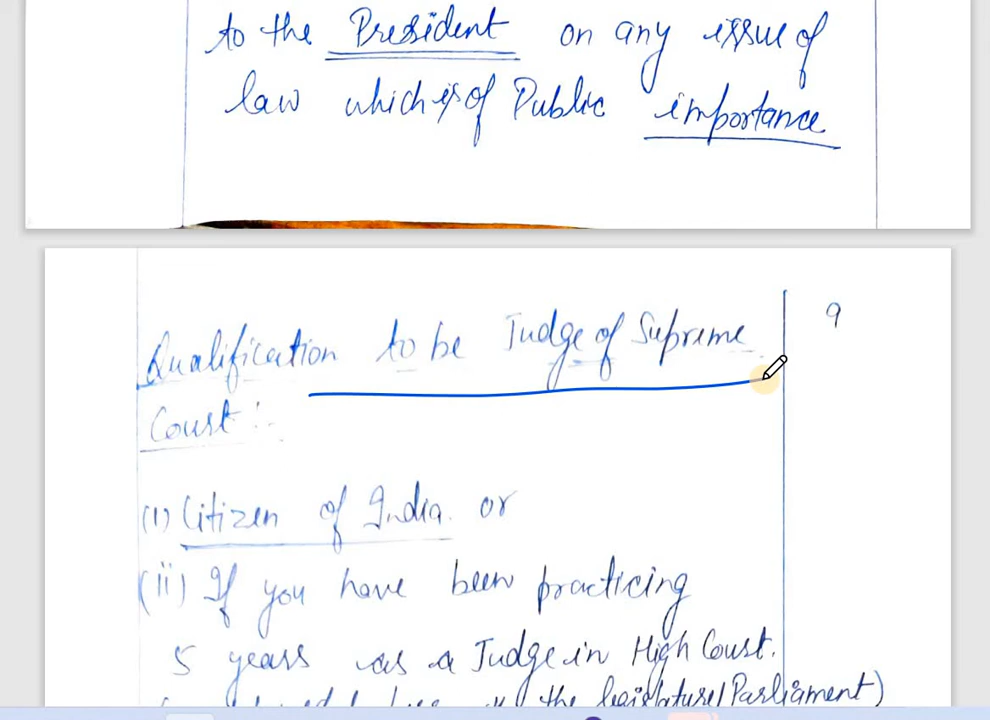 to the President on any issue of
law which is of Public importance
9
Qualification to be Judge of Supreme
Court :-
(i) Citizen of India. or
(ii) If you have been practicing
5 years as a Judge in High Court.
the legislature/Parliament)